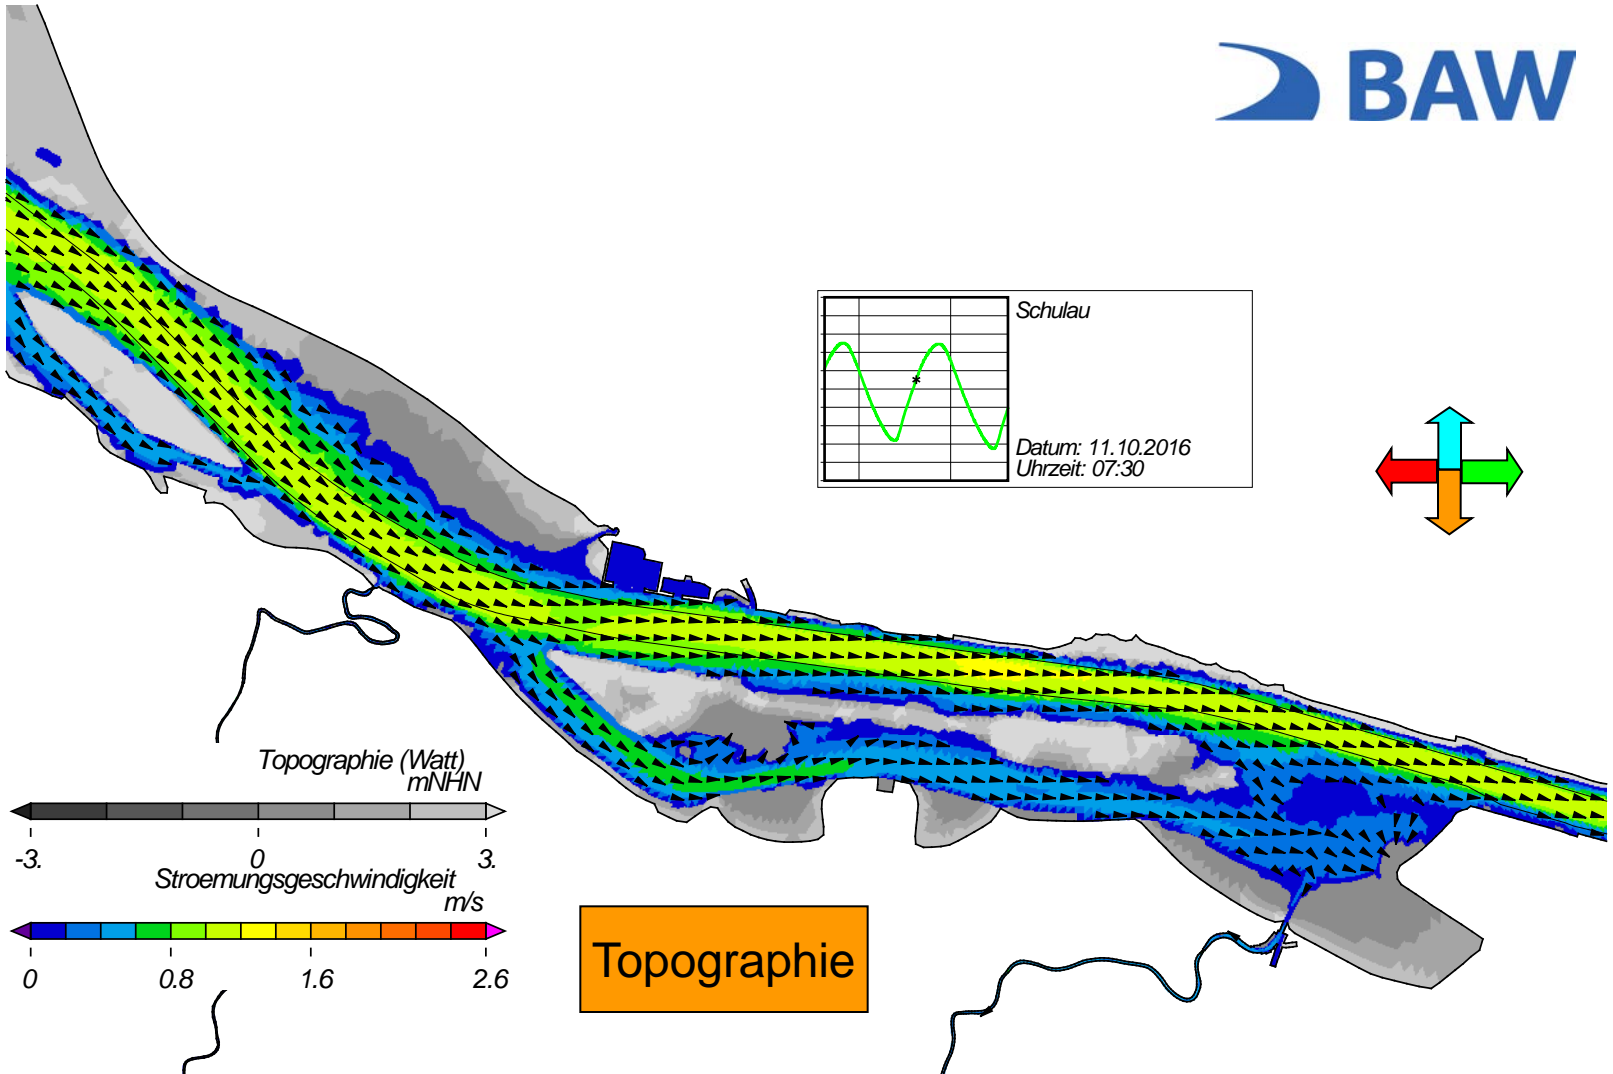 BAW
Schulau
Datum: 11.10.2016
Uhrzeit: 07:30
Topographie (Watt)
mNHN
-3. 0 3.
Stroemungsgeschwindigkeit
m/s
0 0.8 1.6 2.6
Topographie